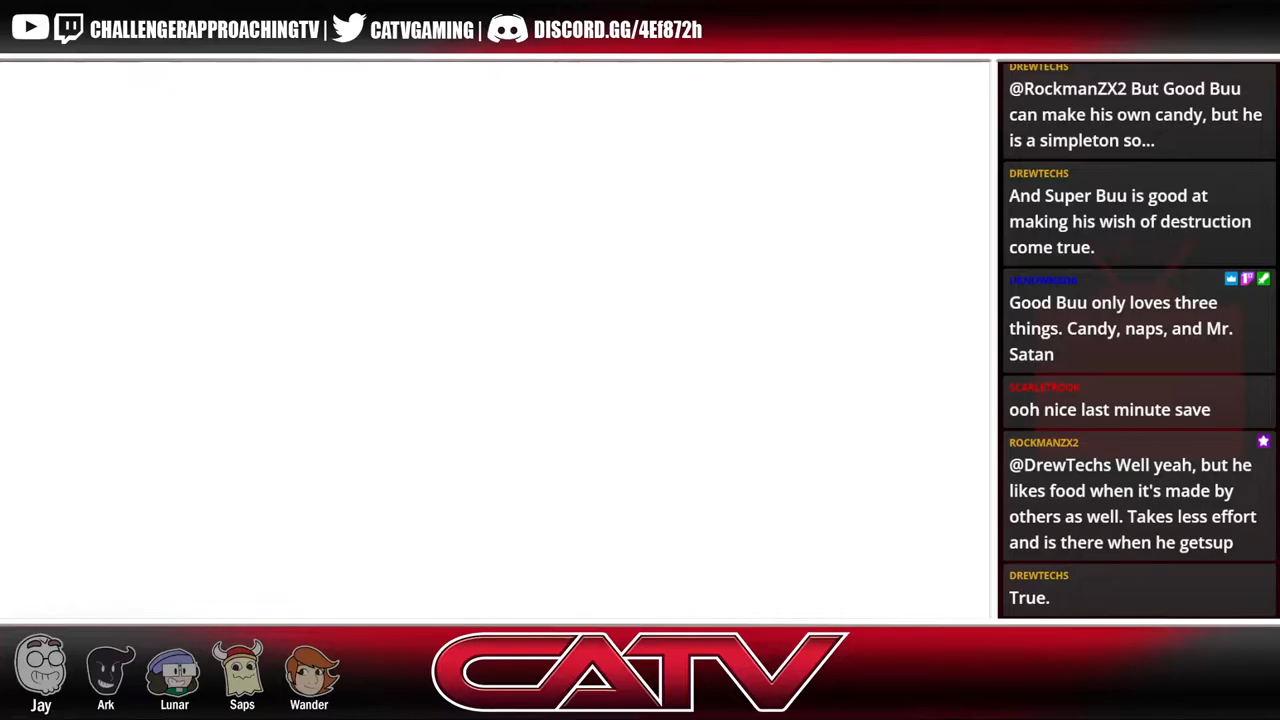 CHALLENGERAPPROACHINGTV | CATVGAMING | DISCORD.GG/4Ef872h
DREWTECHS
@RockmanZX2 But Good Buu
can make his own candy, but he
is a simpleton so...
DREWTECHS
And Super Buu is good at
making his wish of destruction
come true.
Good Buu only loves three
things. Candy, naps, and Mr.
Satan
SCARLETROOK
ooh nice last minute save
ROCKMANZX2
@DrewTechs Well yeah, but he
likes food when it's made by
others as well. Takes less effort
and is there when he getsup
DREWTECHS
True.
Jay Ark Lunar Saps Wander
CATV